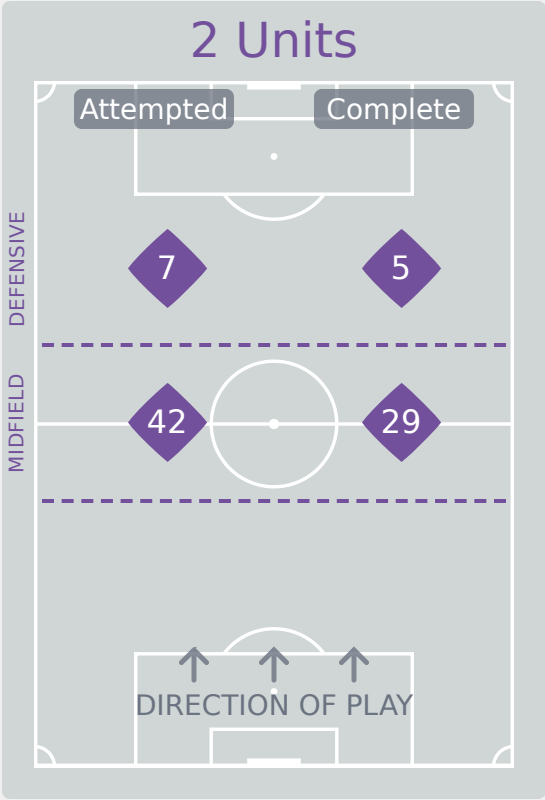 2 Units
Attempted
Complete
DEFENSIVE
7
5
MIDFIELD
42
29
DIRECTION OF PLAY